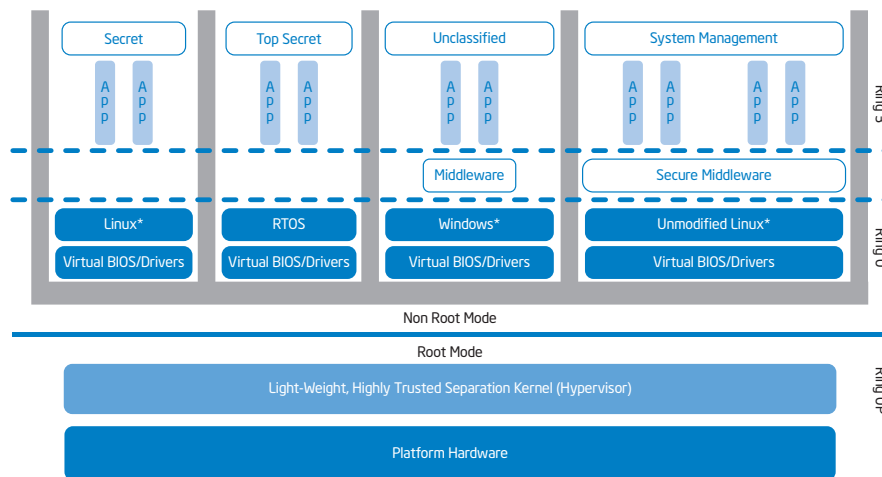 Secret
Top Secret
Unclassified
System Management
App
App
App
App
App
App
App
App
App
App
Middleware
Secure Middleware
Linux*
RTOS
Windows*
Unmodified Linux*
Virtual BIOS/Drivers
Virtual BIOS/Drivers
Virtual BIOS/Drivers
Virtual BIOS/Drivers
Non Root Mode
Root Mode
Light-Weight, Highly Trusted Separation Kernel (Hypervisor)
Platform Hardware